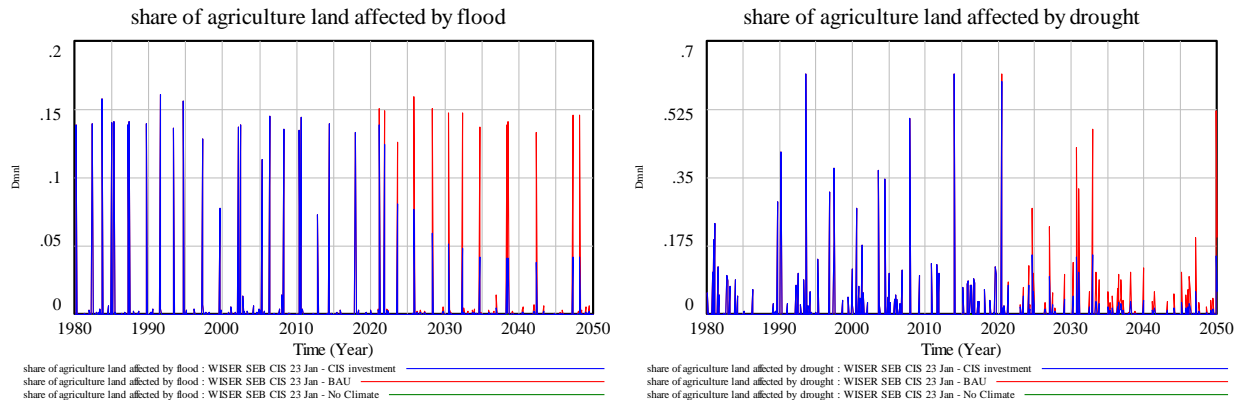 share of agriculture land affected by flood
.2
.15
.1
.05
0
Dmnl
1980 1990 2000 2010 2020 2030 2040 2050
Time (Year)
share of agriculture land affected by flood : WISER SEB CIS 23 Jan - CIS investment
share of agriculture land affected by flood : WISER SEB CIS 23 Jan - BAU
share of agriculture land affected by flood : WISER SEB CIS 23 Jan - No Climate
share of agriculture land affected by drought
.7
.525
.35
.175
0
Dmnl
1980 1990 2000 2010 2020 2030 2040 2050
Time (Year)
share of agriculture land affected by drought : WISER SEB CIS 23 Jan - CIS investment
share of agriculture land affected by drought : WISER SEB CIS 23 Jan - BAU
share of agriculture land affected by drought : WISER SEB CIS 23 Jan - No Climate